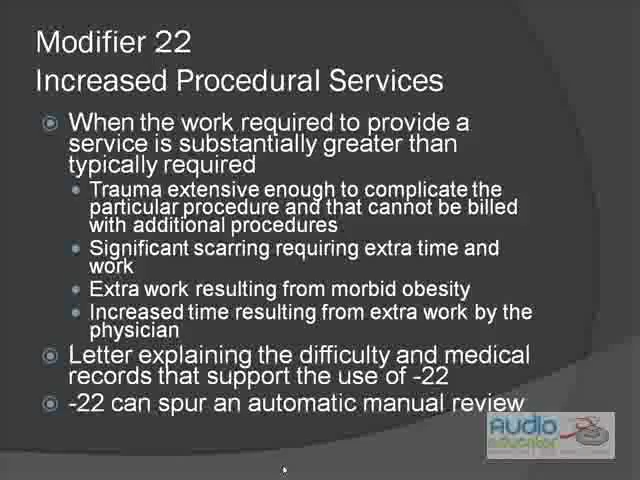 Modifier 22
Increased Procedural Services
When the work required to provide a
service is substantially greater than
typically required
Trauma extensive enough to complicate the
particular procedure and that cannot be billed
with additional procedures
Significant scarring requiring extra time and
work
Extra work resulting from morbid obesity
Increased time resulting from extra work by the
physician
Letter explaining the difficulty and medical
records that support the use of -22
-22 can spur an automatic manual review
AUDIO
educator